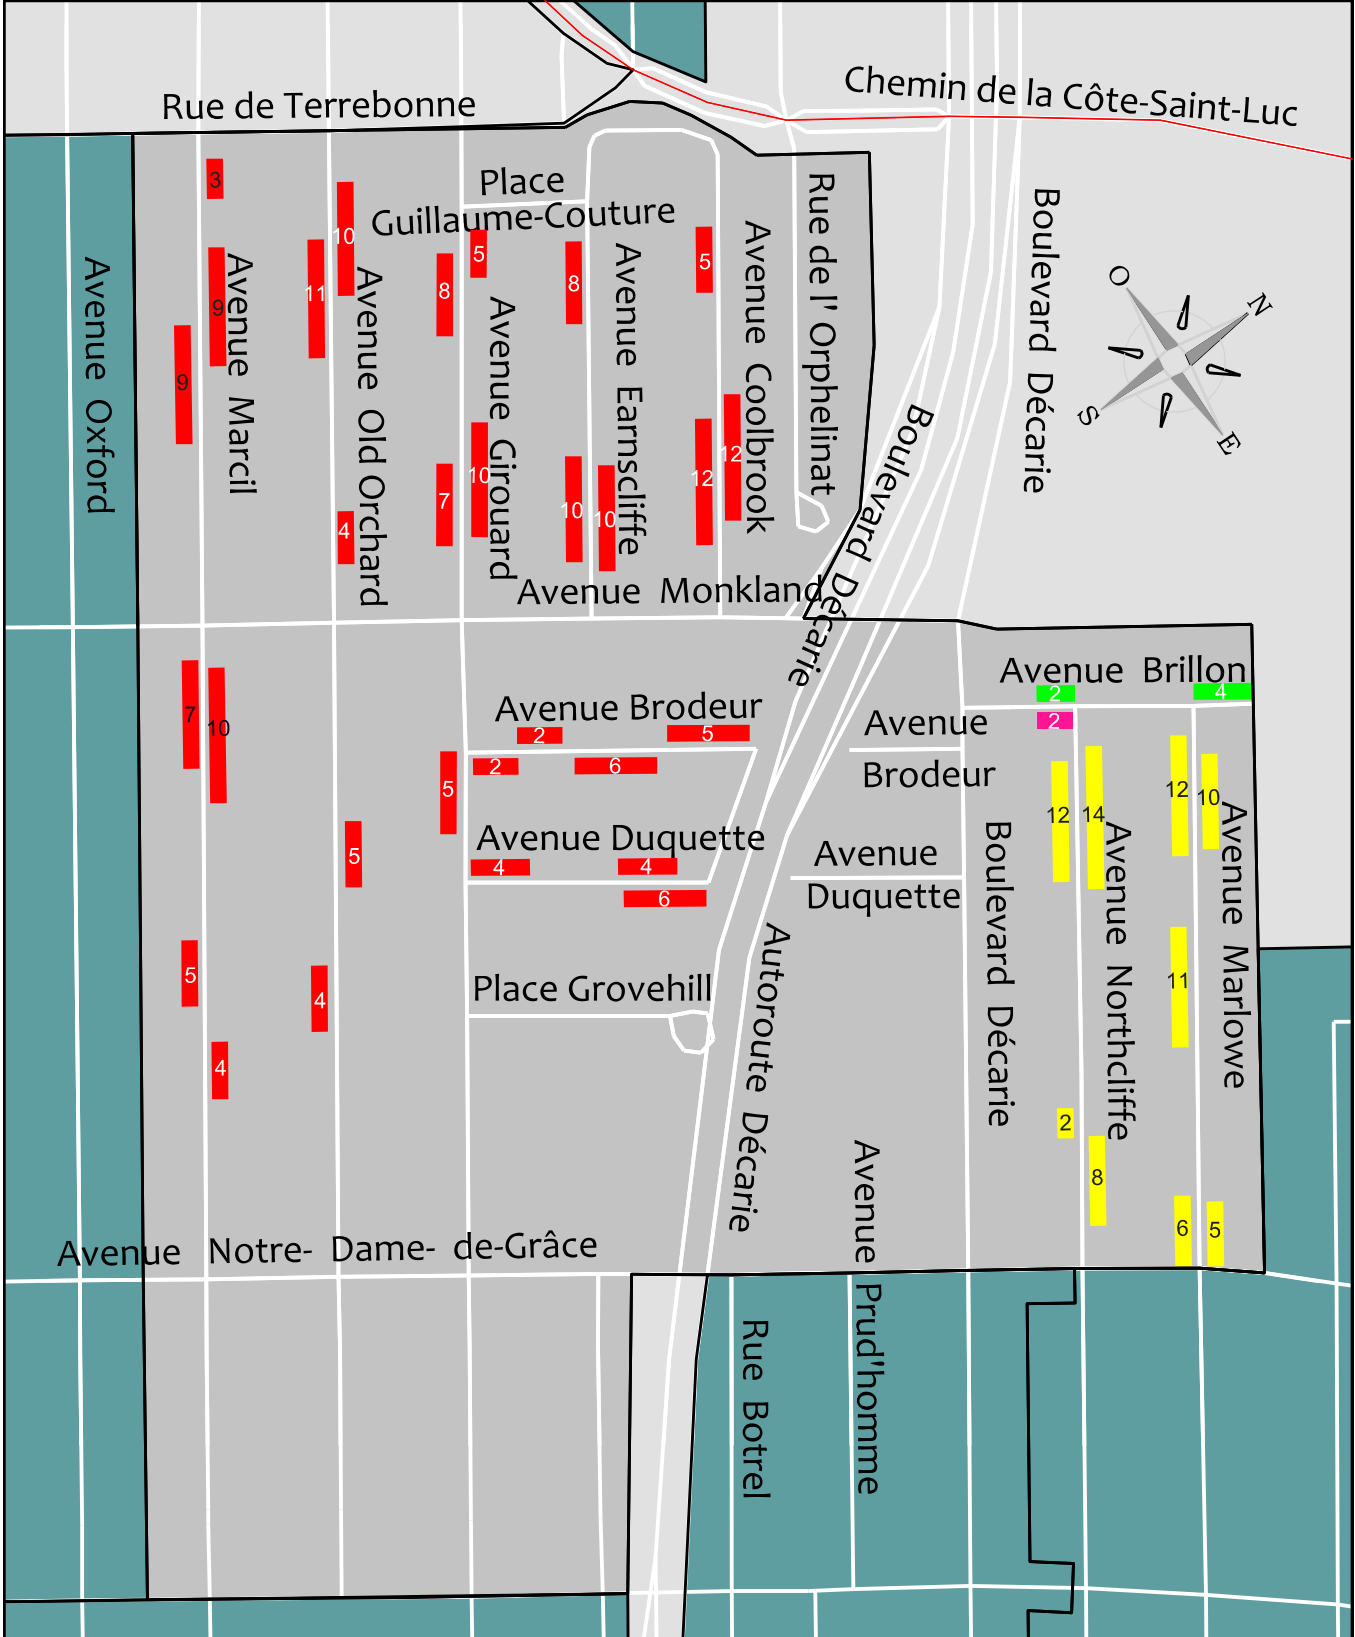 Chemin de la Côte-Saint-Luc
Rue de Terrebonne
Place
Guillaume-Couture
3
10
5
8
5
11
8
9
9
10
7
12
12
10
10
4
Avenue Oxford
Avenue Marcil
Avenue Old Orchard
Avenue Girouard
Avenue Earnscliffe
Avenue Coolbrook
Rue de l' Orphelinat
Boulevard Décarie
Boulevard Décarie
O
N
S
E
Avenue Monkland
Avenue Brillon
2
4
2
Avenue Brodeur
2
5
2
6
7
10
5
5
Avenue
Brodeur
Avenue Duquette
4
4
6
Avenue
Duquette
12
14
12
10
Boulevard Décarie
Avenue Northcliffe
Avenue Marlowe
11
2
8
6
5
5
4
4
Place Grovehill
Autoroute Décarie
Avenue Notre- Dame- de-Grâce
Avenue Prud'homme
Rue Botrel